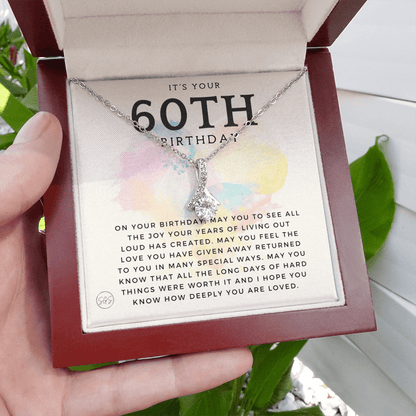 IT'S YOUR
60TH
BIRTHDAY
ON YOUR BIRTHDAY, MAY YOU TO SEE ALL
THE JOY YOUR YEARS OF LIVING OUT
LOUD HAS CREATED. MAY YOU FEEL THE
LOVE YOU HAVE GIVEN AWAY RETURNED
TO YOU IN MANY SPECIAL WAYS. MAY YOU
KNOW THAT ALL THE LONG DAYS OF HARD
THINGS WERE WORTH IT AND I HOPE YOU
KNOW HOW DEEPLY YOU ARE LOVED.